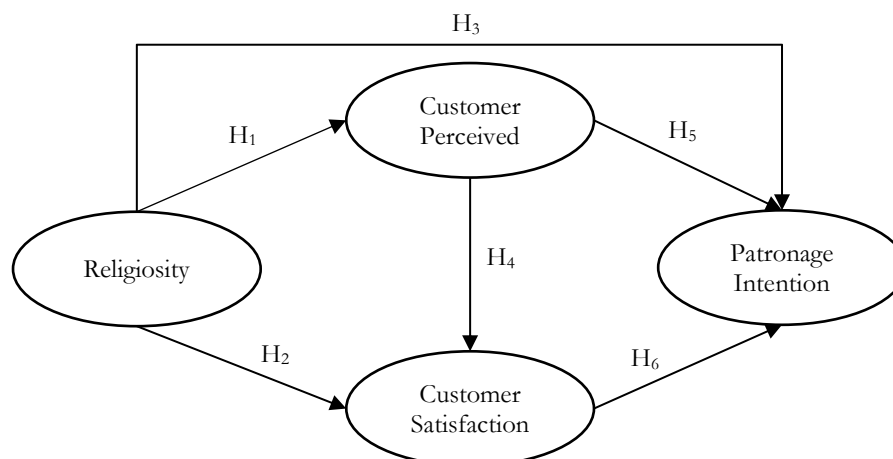 H₃
Customer
Perceived
H₁
H₅
Religiosity
H₄
Patronage
Intention
H₂
H₆
Customer
Satisfaction